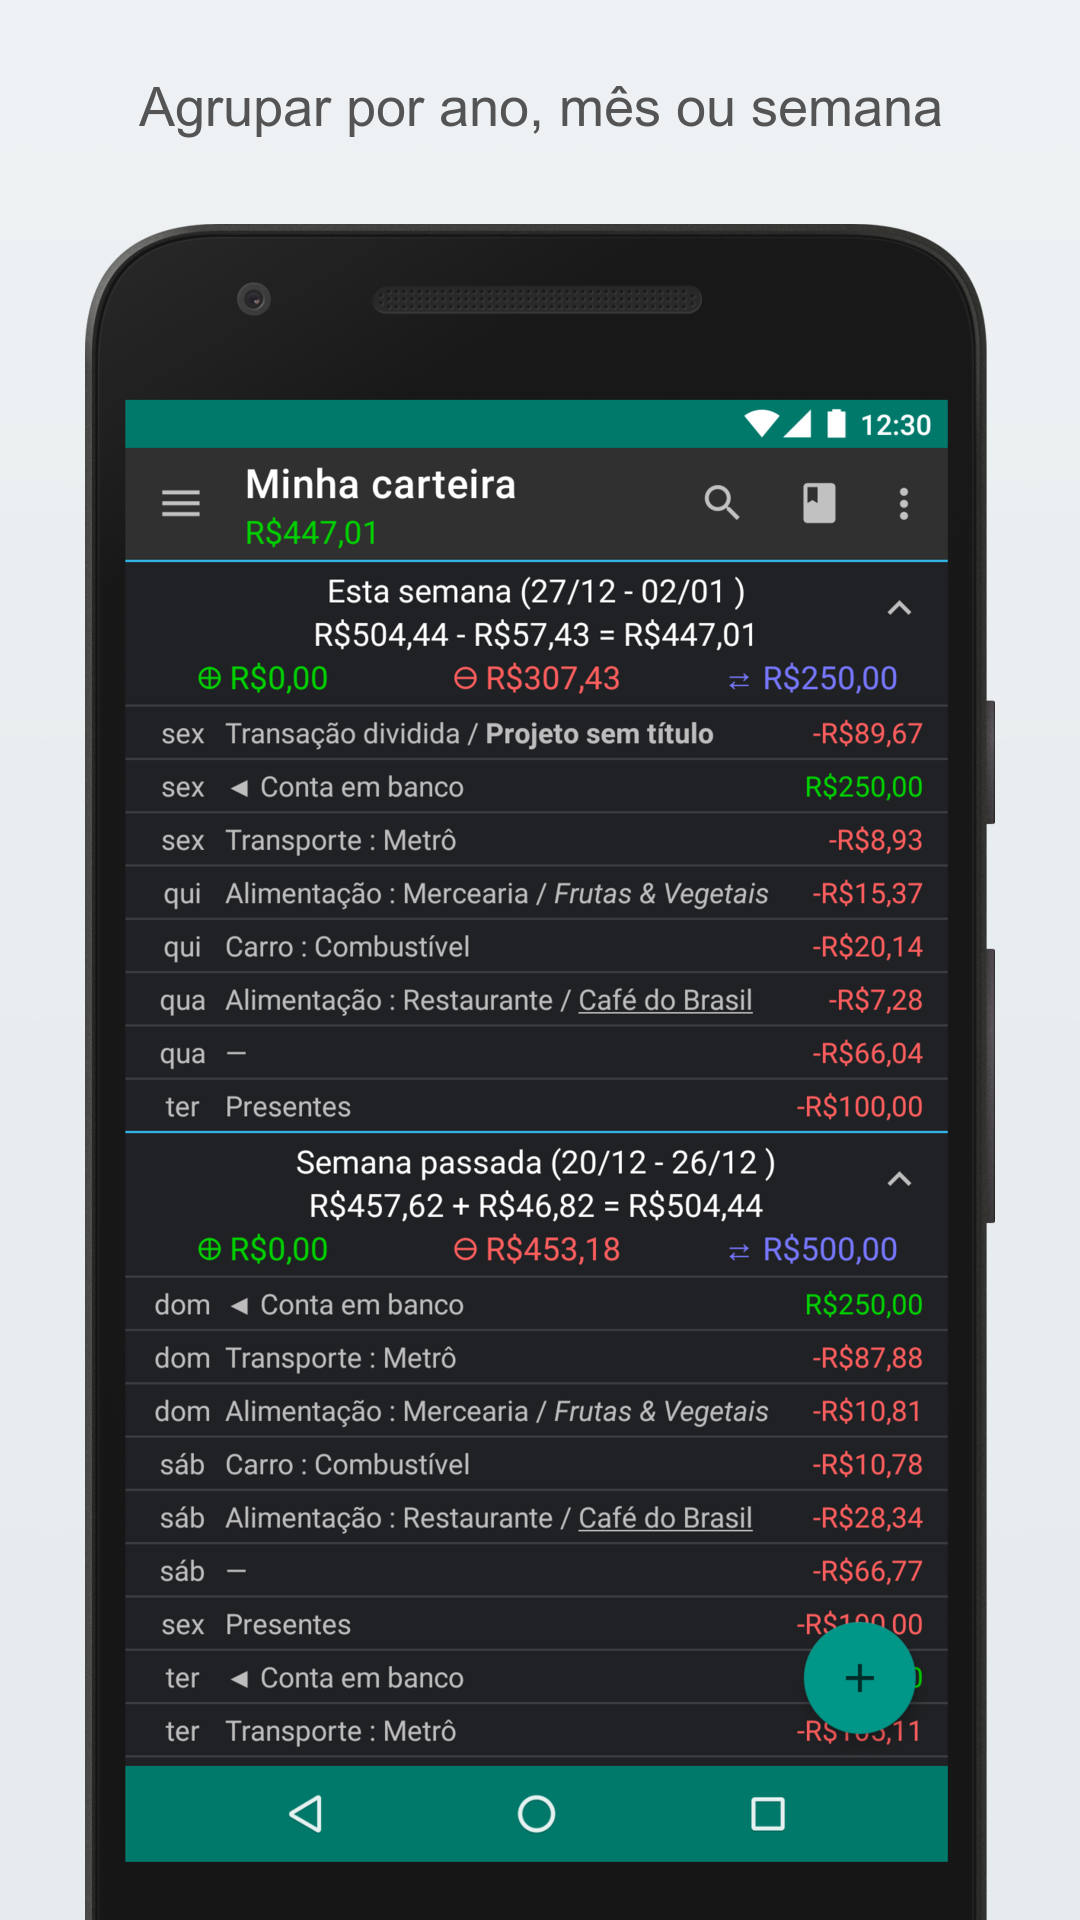 Agrupar por ano, mês ou semana
12:30
Minha carteira
R$447,01
Esta semana (27/12 - 02/01 )
R$504,44 - R$57,43 = R$447,01
⊕ R$0,00 ⊖ R$307,43 ⇄ R$250,00
sex Transação dividida / Projeto sem título -R$89,67
sex ◄ Conta em banco R$250,00
sex Transporte : Metrô -R$8,93
qui Alimentação : Mercearia / Frutas & Vegetais -R$15,37
qui Carro : Combustível -R$20,14
qua Alimentação : Restaurante / Café do Brasil -R$7,28
qua — -R$66,04
ter Presentes -R$100,00
Semana passada (20/12 - 26/12 )
R$457,62 + R$46,82 = R$504,44
⊕ R$0,00 ⊖ R$453,18 ⇄ R$500,00
dom ◄ Conta em banco R$250,00
dom Transporte : Metrô -R$87,88
dom Alimentação : Mercearia / Frutas & Vegetais -R$10,81
sáb Carro : Combustível -R$10,78
sáb Alimentação : Restaurante / Café do Brasil -R$28,34
sáb — -R$66,77
sex Presentes -R$100,00
ter ◄ Conta em banco
ter Transporte : Metrô